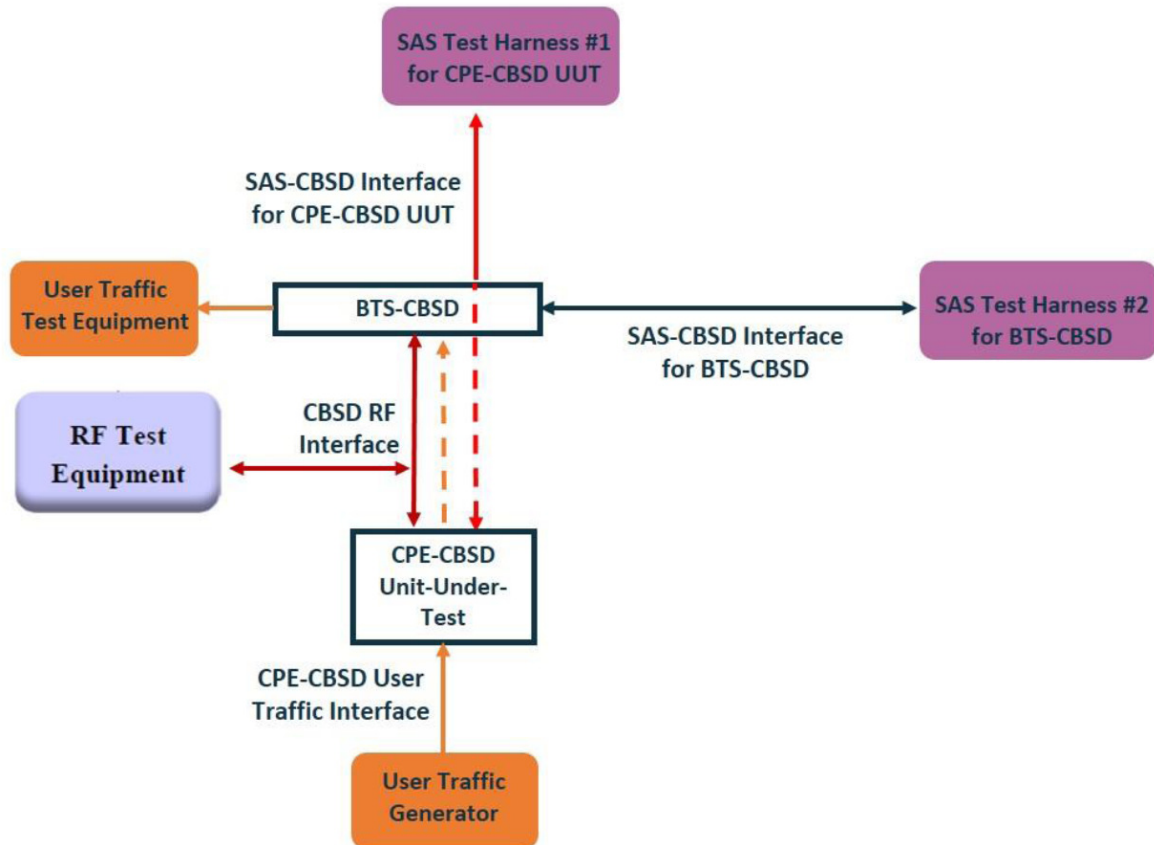 SAS Test Harness #1
for CPE-CBSD UUT
SAS-CBSD Interface
for CPE-CBSD UUT
User Traffic
Test Equipment
BTS-CBSD
SAS Test Harness #2
for BTS-CBSD
SAS-CBSD Interface
for BTS-CBSD
CBSD RF
Interface
RF Test
Equipment
CPE-CBSD
Unit-Under-
Test
CPE-CBSD User
Traffic Interface
User Traffic
Generator